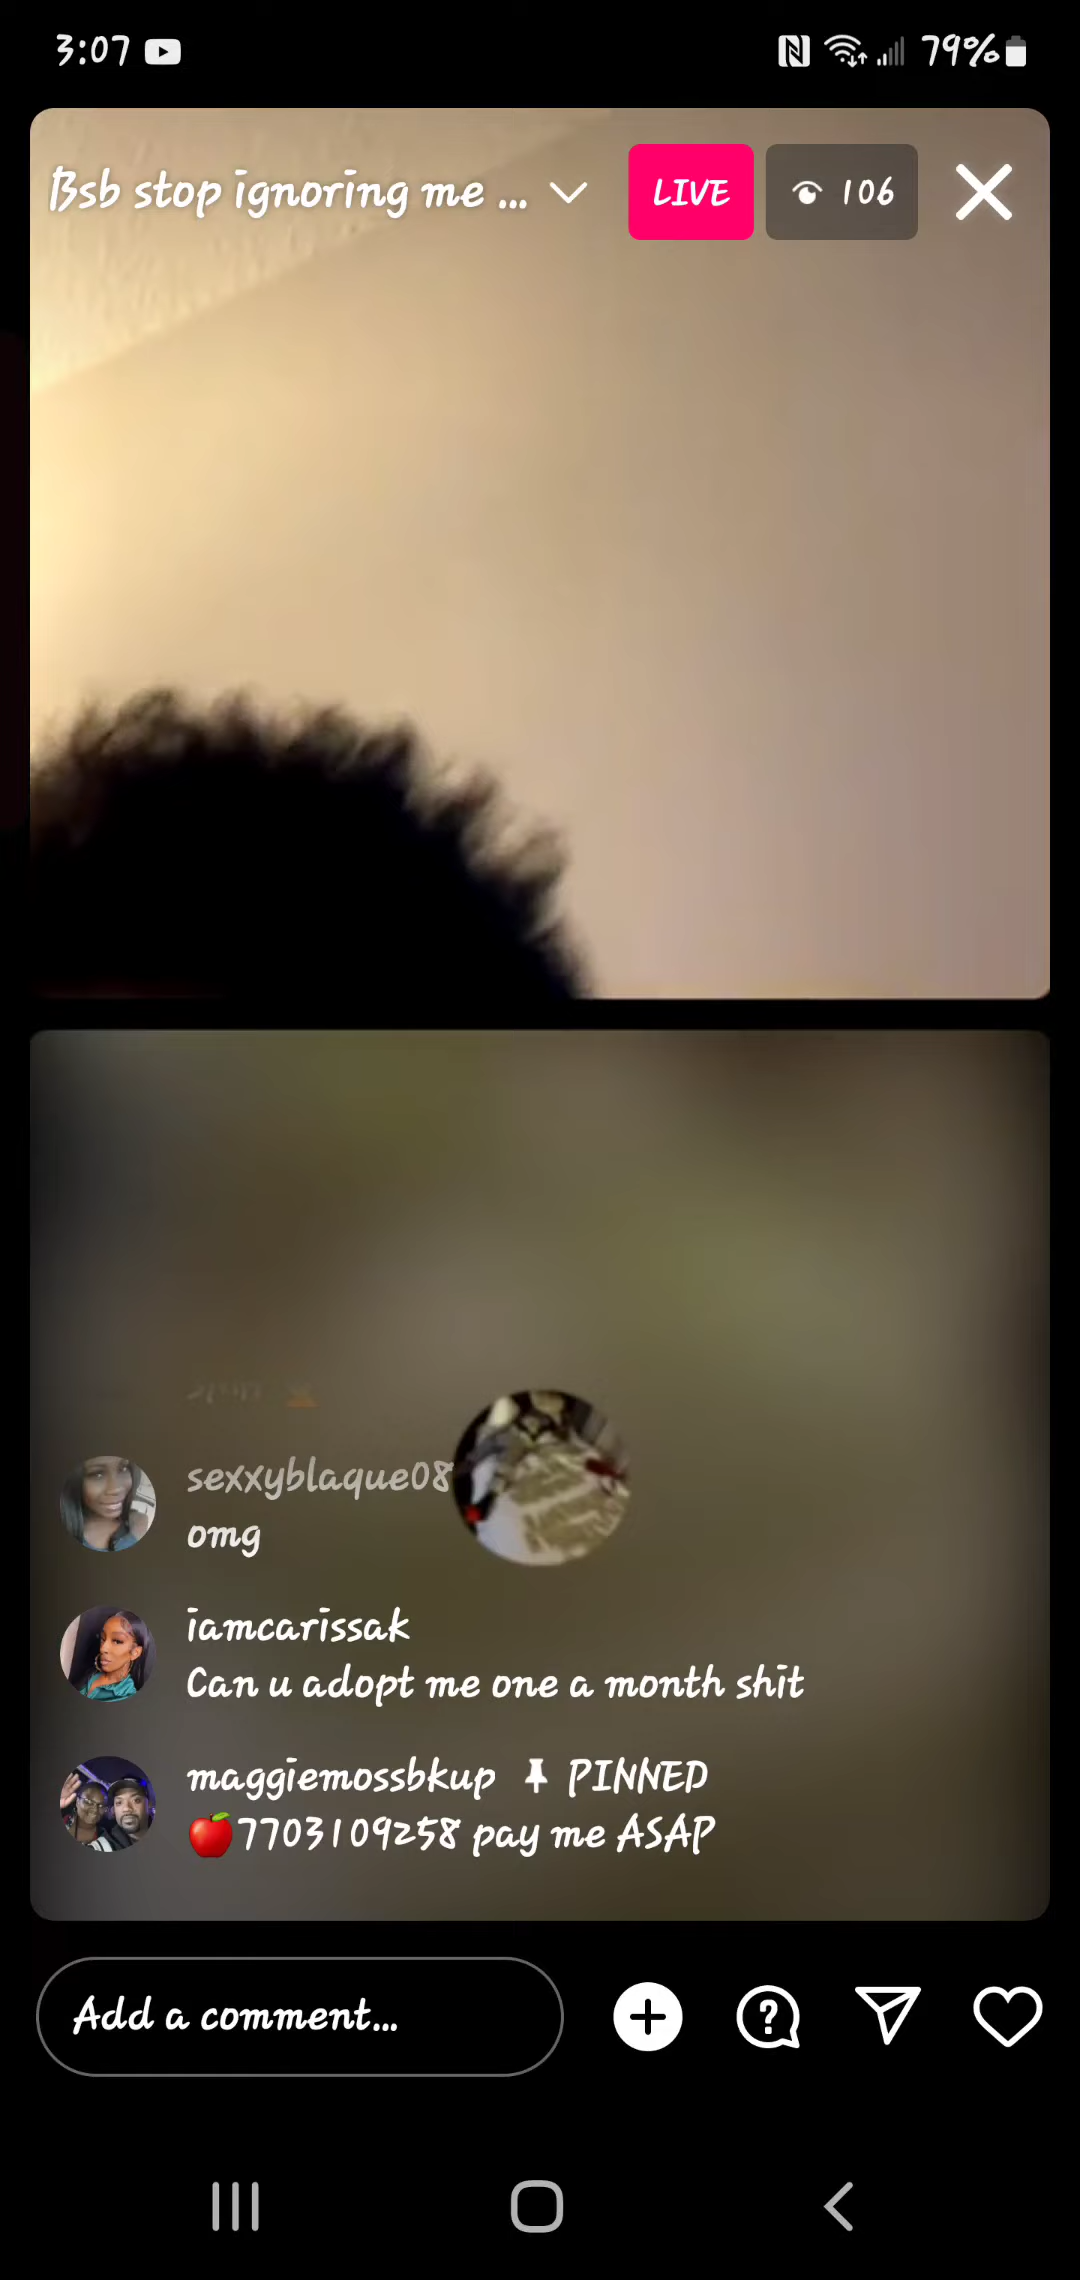 3:07
79%
Bsb stop ignoring me ...
LIVE
106
sexxyblaque08
omg
iamcarissak
Can u adopt me one a month shit
maggiemossbkup PINNED
🍎7703109258 pay me ASAP
Add a comment...